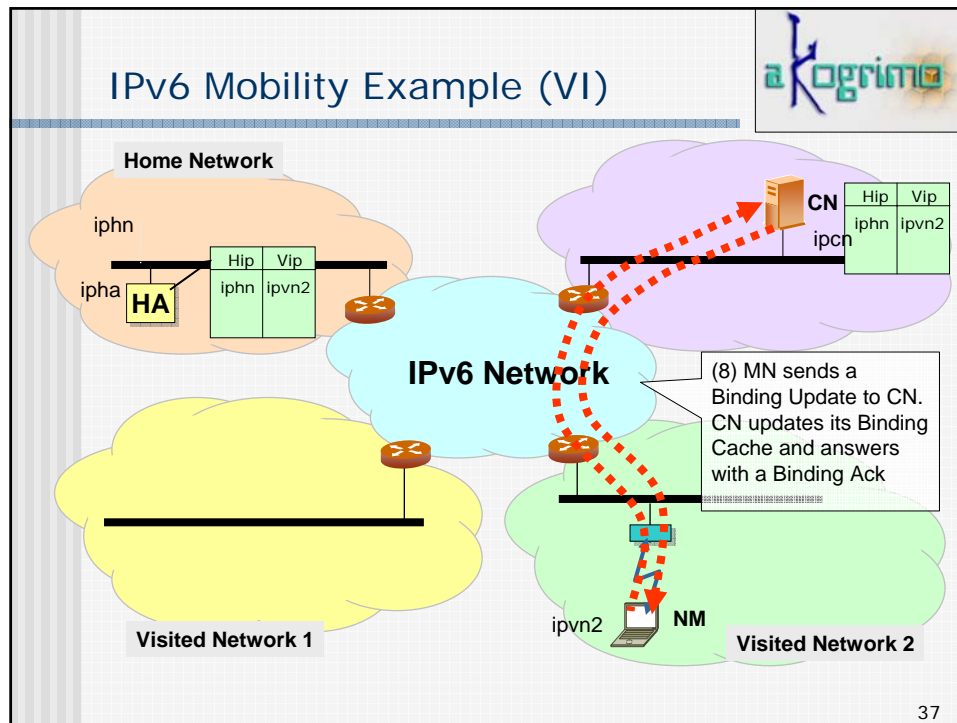 IPv6 Mobility Example (VI)
akogrimo
Home Network
iphn
ipha
HA
Hip Vip
iphn ipvn2
CN
ipcn
Hip Vip
iphn ipvn2
IPv6 Network
(8) MN sends a
Binding Update to CN.
CN updates its Binding
Cache and answers
with a Binding Ack
ipvn2
NM
Visited Network 1
Visited Network 2
37